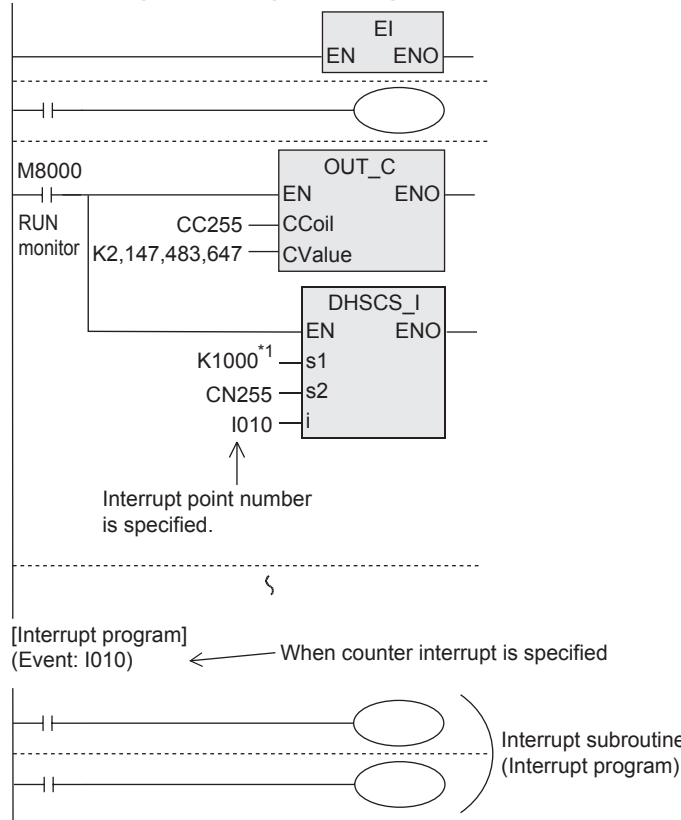 EI
EN ENO
M8000
OUT_C
EN ENO
RUN
monitor
CC255 CCoil
K2,147,483,647 CValue
DHSCS_I
EN ENO
K1000*1 s1
CN255 s2
I010 i
Interrupt point number
is specified.
[Interrupt program]
(Event: I010)
When counter interrupt is specified
Interrupt subroutine
(Interrupt program)